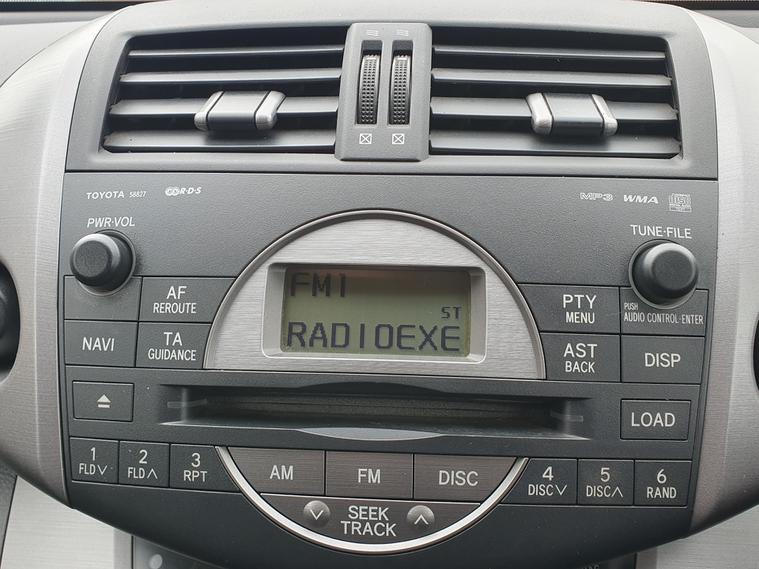 TOYOTA 58827
R·D·S
MP3 WMA
PWR·VOL
TUNE·FILE
FM1
ST
RADIOEXE
AF
REROUTE
PTY
MENU
PUSH
AUDIO CONTROL·ENTER
NAVI
TA
GUIDANCE
AST
BACK
DISP
LOAD
1
FLD ∨
2
FLD ∧
3
RPT
AM
FM
DISC
4
DISC ∨
5
DISC ∧
6
RAND
SEEK
TRACK